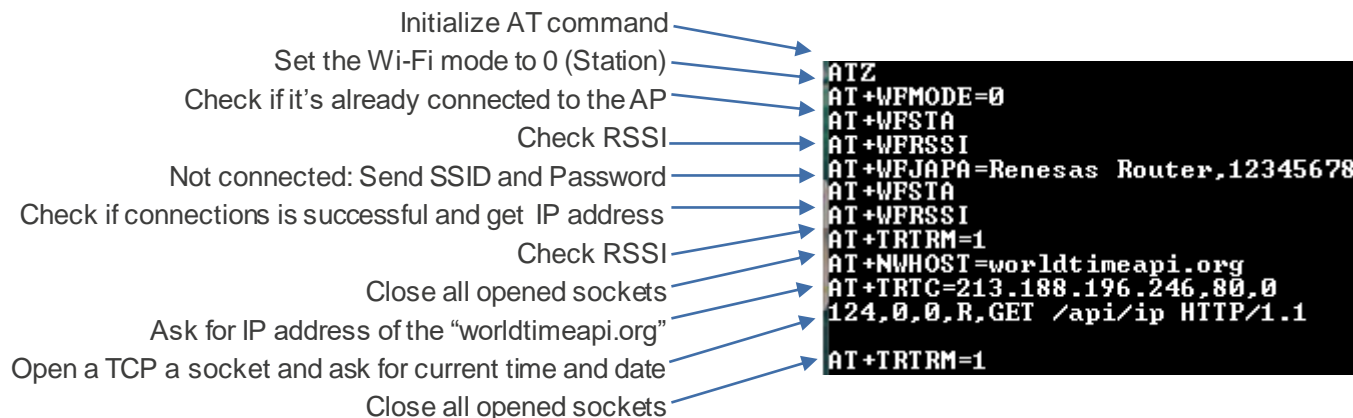 Initialize AT command
Set the Wi-Fi mode to 0 (Station)
Check if it's already connected to the AP
Check RSSI
Not connected: Send SSID and Password
Check if connections is successful and get IP address
Check RSSI
Close all opened sockets
Ask for IP address of the “worldtimeapi.org”
Open a TCP a socket and ask for current time and date
Close all opened sockets
ATZ
AT+WFMODE=0
AT+WFSTA
AT+WFRSSI
AT+WFJAPA=Renesas Router,12345678
AT+WFSTA
AT+WFRSSI
AT+TRTRM=1
AT+NWHOST=worldtimeapi.org
AT+TRTC=213.188.196.246,80,0
124,0,0,R,GET /api/ip HTTP/1.1
AT+TRTRM=1